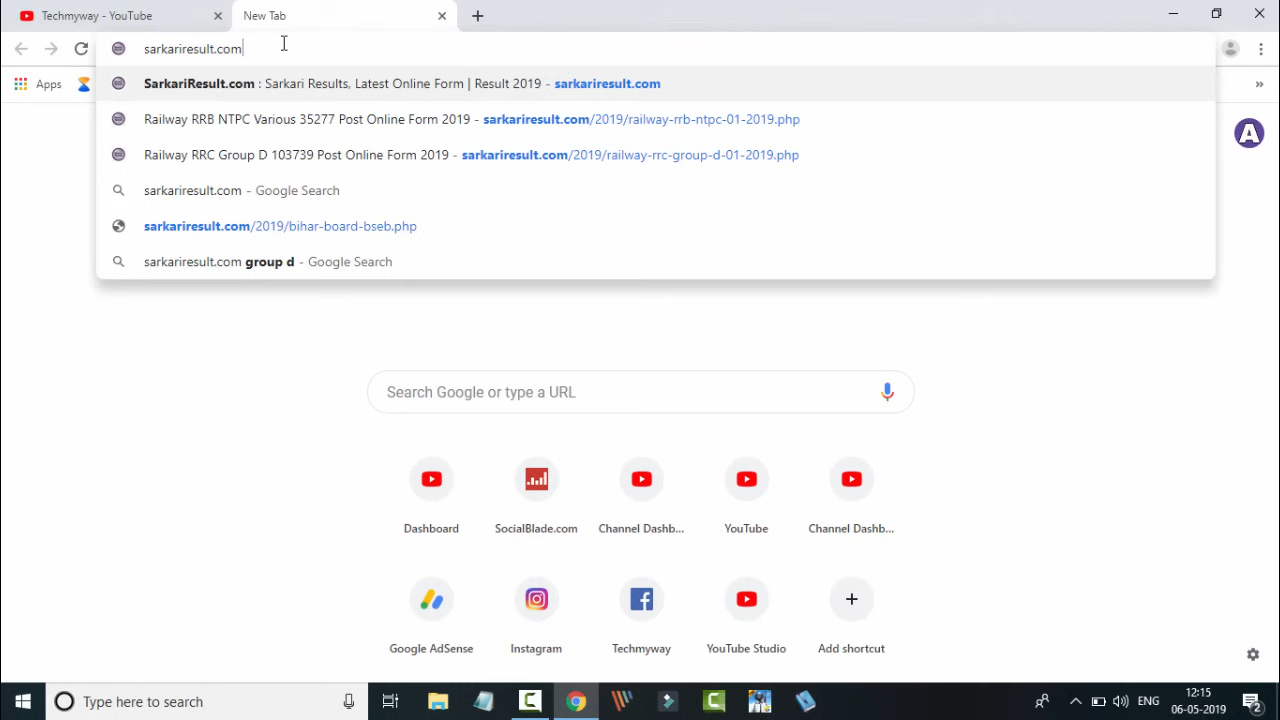 Techmyway - YouTube
New Tab
sarkariresult.com
Apps
SarkariResult.com : Sarkari Results, Latest Online Form | Result 2019 - sarkariresult.com
Railway RRB NTPC Various 35277 Post Online Form 2019 - sarkariresult.com/2019/railway-rrb-ntpc-01-2019.php
Railway RRC Group D 103739 Post Online Form 2019 - sarkariresult.com/2019/railway-rrc-group-d-01-2019.php
sarkariresult.com - Google Search
sarkariresult.com/2019/bihar-board-bseb.php
sarkariresult.com group d - Google Search
A
Search Google or type a URL
Dashboard
SocialBlade.com
Channel Dashb...
YouTube
Channel Dashb...
Google AdSense
Instagram
Techmyway
YouTube Studio
Add shortcut
Type here to search
ENG
12:15
06-05-2019
2